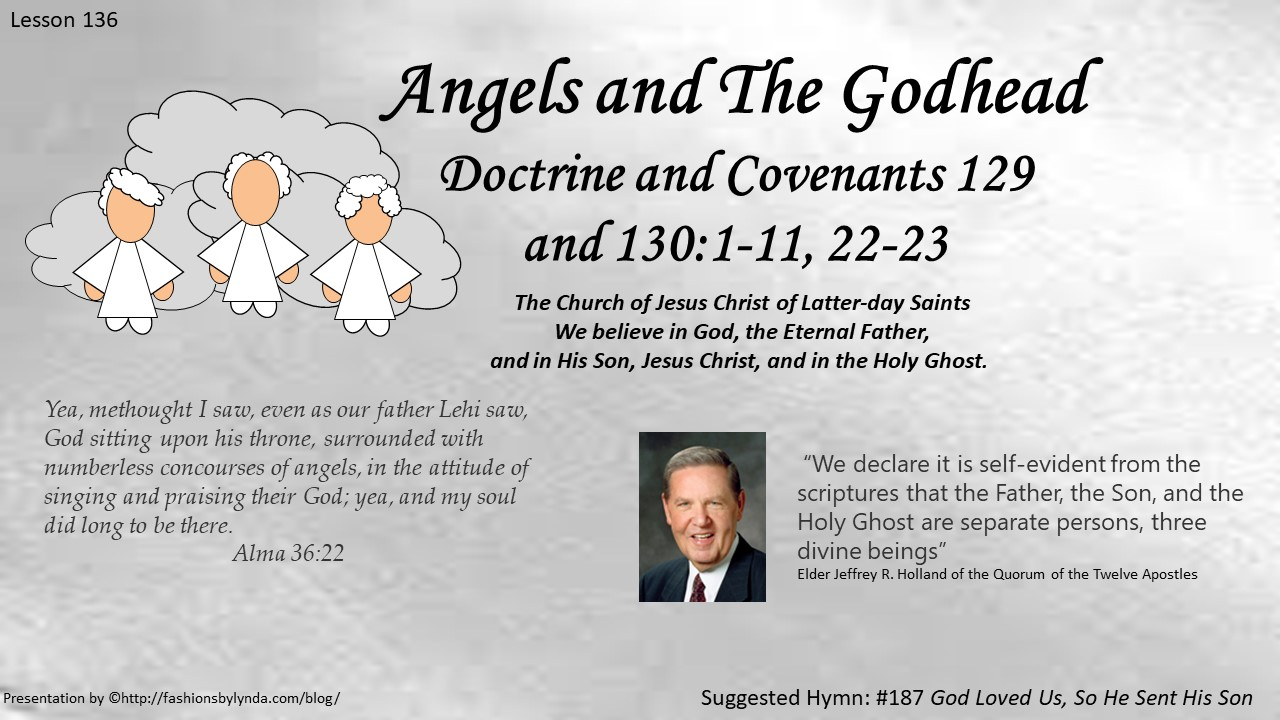 Lesson 136
Angels and The Godhead
Doctrine and Covenants 129
and 130:1-11, 22-23
The Church of Jesus Christ of Latter-day Saints
We believe in God, the Eternal Father,
and in His Son, Jesus Christ, and in the Holy Ghost.
Yea, methought I saw, even as our father Lehi saw,
God sitting upon his throne, surrounded with
numberless concourses of angels, in the attitude of
singing and praising their God; yea, and my soul
did long to be there.
Alma 36:22
“We declare it is self-evident from the
scriptures that the Father, the Son, and the
Holy Ghost are separate persons, three
divine beings”
Elder Jeffrey R. Holland of the Quorum of the Twelve Apostles
Presentation by ©http://fashionsbylynda.com/blog/
Suggested Hymn: #187 God Loved Us, So He Sent His Son